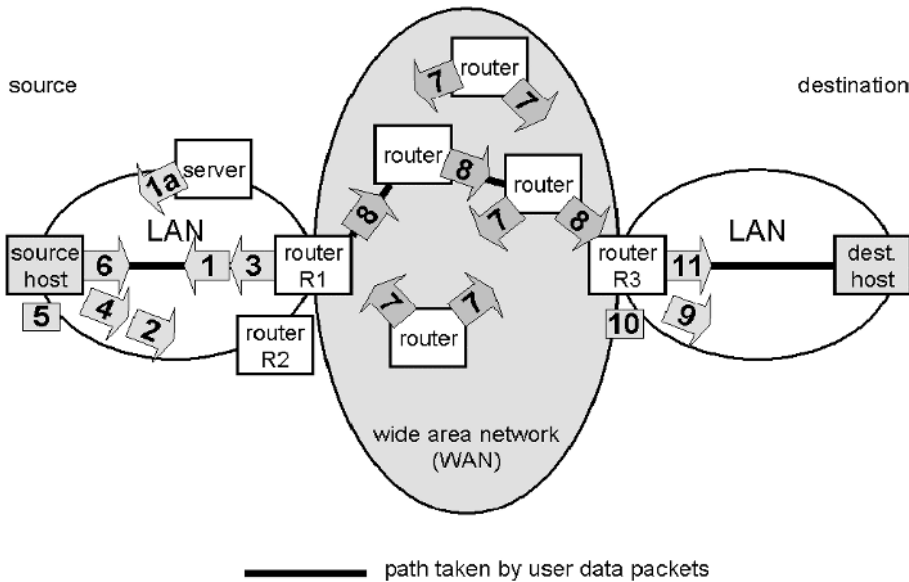 router
7
7
source
destination
router
8
server
1a
router
7
8
8
LAN
LAN
source
host
6
1
3
router
R1
router
R3
11
dest.
host
5
4
2
router
R2
7
7
router
10
9
wide area network
(WAN)
path taken by user data packets